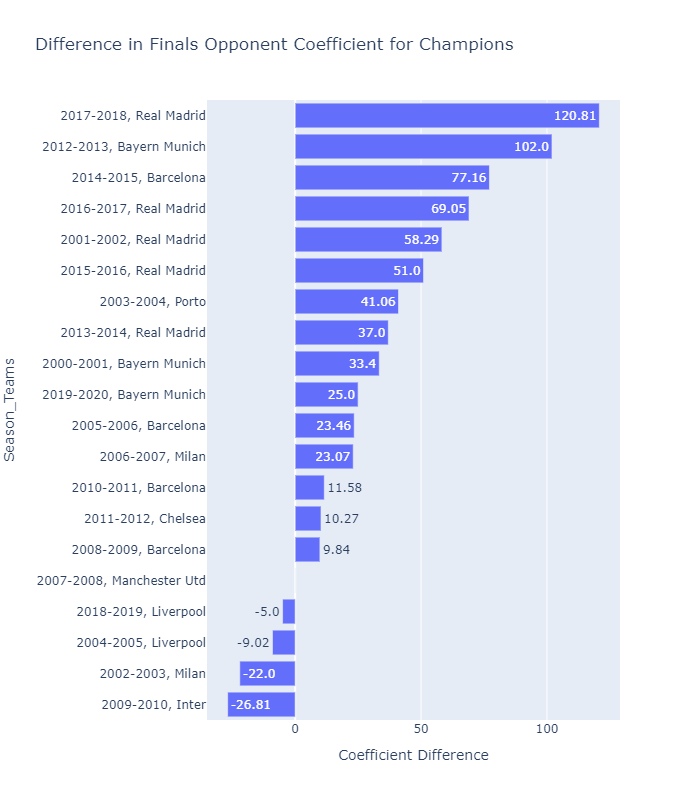 Difference in Finals Opponent Coefficient for Champions
2017-2018, Real Madrid 120.81
2012-2013, Bayern Munich 102.0
2014-2015, Barcelona 77.16
2016-2017, Real Madrid 69.05
2001-2002, Real Madrid 58.29
2015-2016, Real Madrid 51.0
2003-2004, Porto 41.06
2013-2014, Real Madrid 37.0
2000-2001, Bayern Munich 33.4
2019-2020, Bayern Munich 25.0
2005-2006, Barcelona 23.46
2006-2007, Milan 23.07
2010-2011, Barcelona 11.58
2011-2012, Chelsea 10.27
2008-2009, Barcelona 9.84
2007-2008, Manchester Utd
2018-2019, Liverpool -5.0
2004-2005, Liverpool -9.02
2002-2003, Milan -22.0
2009-2010, Inter -26.81
Season_Teams
0 50 100
Coefficient Difference